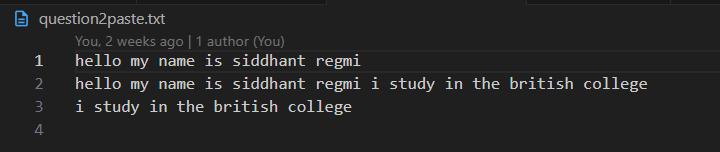 question2paste.txt
You, 2 weeks ago | 1 author (You)
1 hello my name is siddhant regmi
2 hello my name is siddhant regmi i study in the british college
3 i study in the british college
4